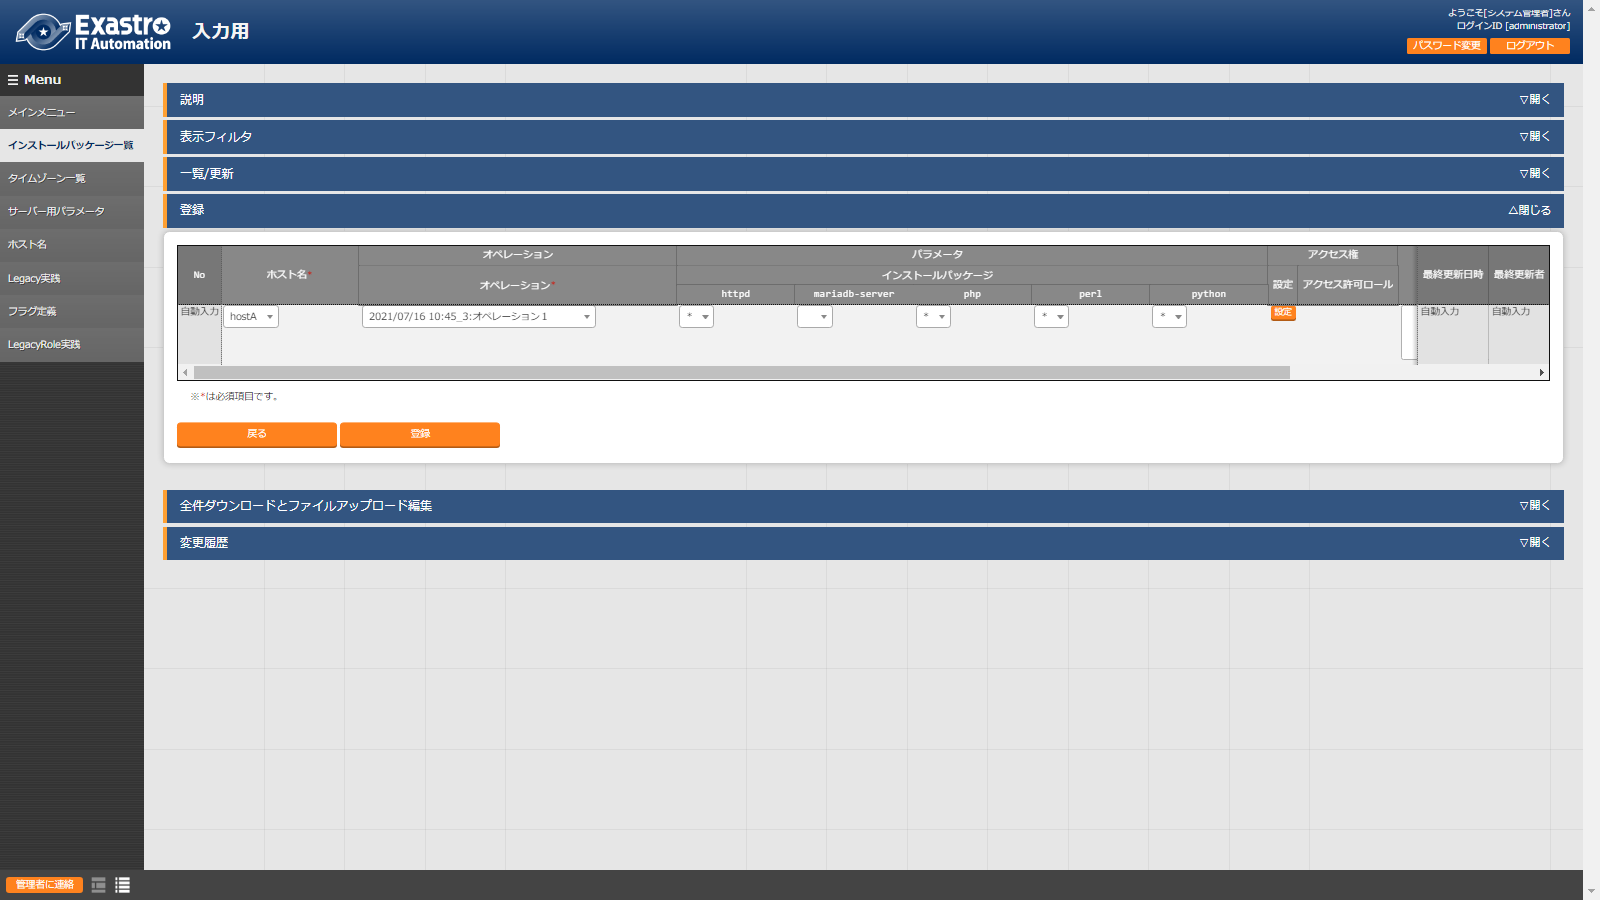 Exastro
IT Automation
入力用
ようこそ[システム管理者]さん
ログインID [administrator]
パスワード変更
ログアウト
Menu
メインメニュー
インストールパッケージ一覧
タイムゾーン一覧
サーバー用パラメータ
ホスト名
Legacy実践
フラグ定義
LegacyRole実践
説明 ▽開く
表示フィルタ ▽開く
一覧/更新 ▽開く
登録 △閉じる
オペレーション パラメータ アクセス権
No ホスト名* オペレーション* インストールパッケージ 設定 アクセス許可ロール 最終更新日時 最終更新者
httpd mariadb-server php perl python
自動入力 hostA 2021/07/16 10:45_3:オペレーション1 * * * * 設定 自動入力 自動入力
※*は必須項目です。
戻る 登録
全件ダウンロードとファイルアップロード編集 ▽開く
変更履歴 ▽開く
管理者に連絡